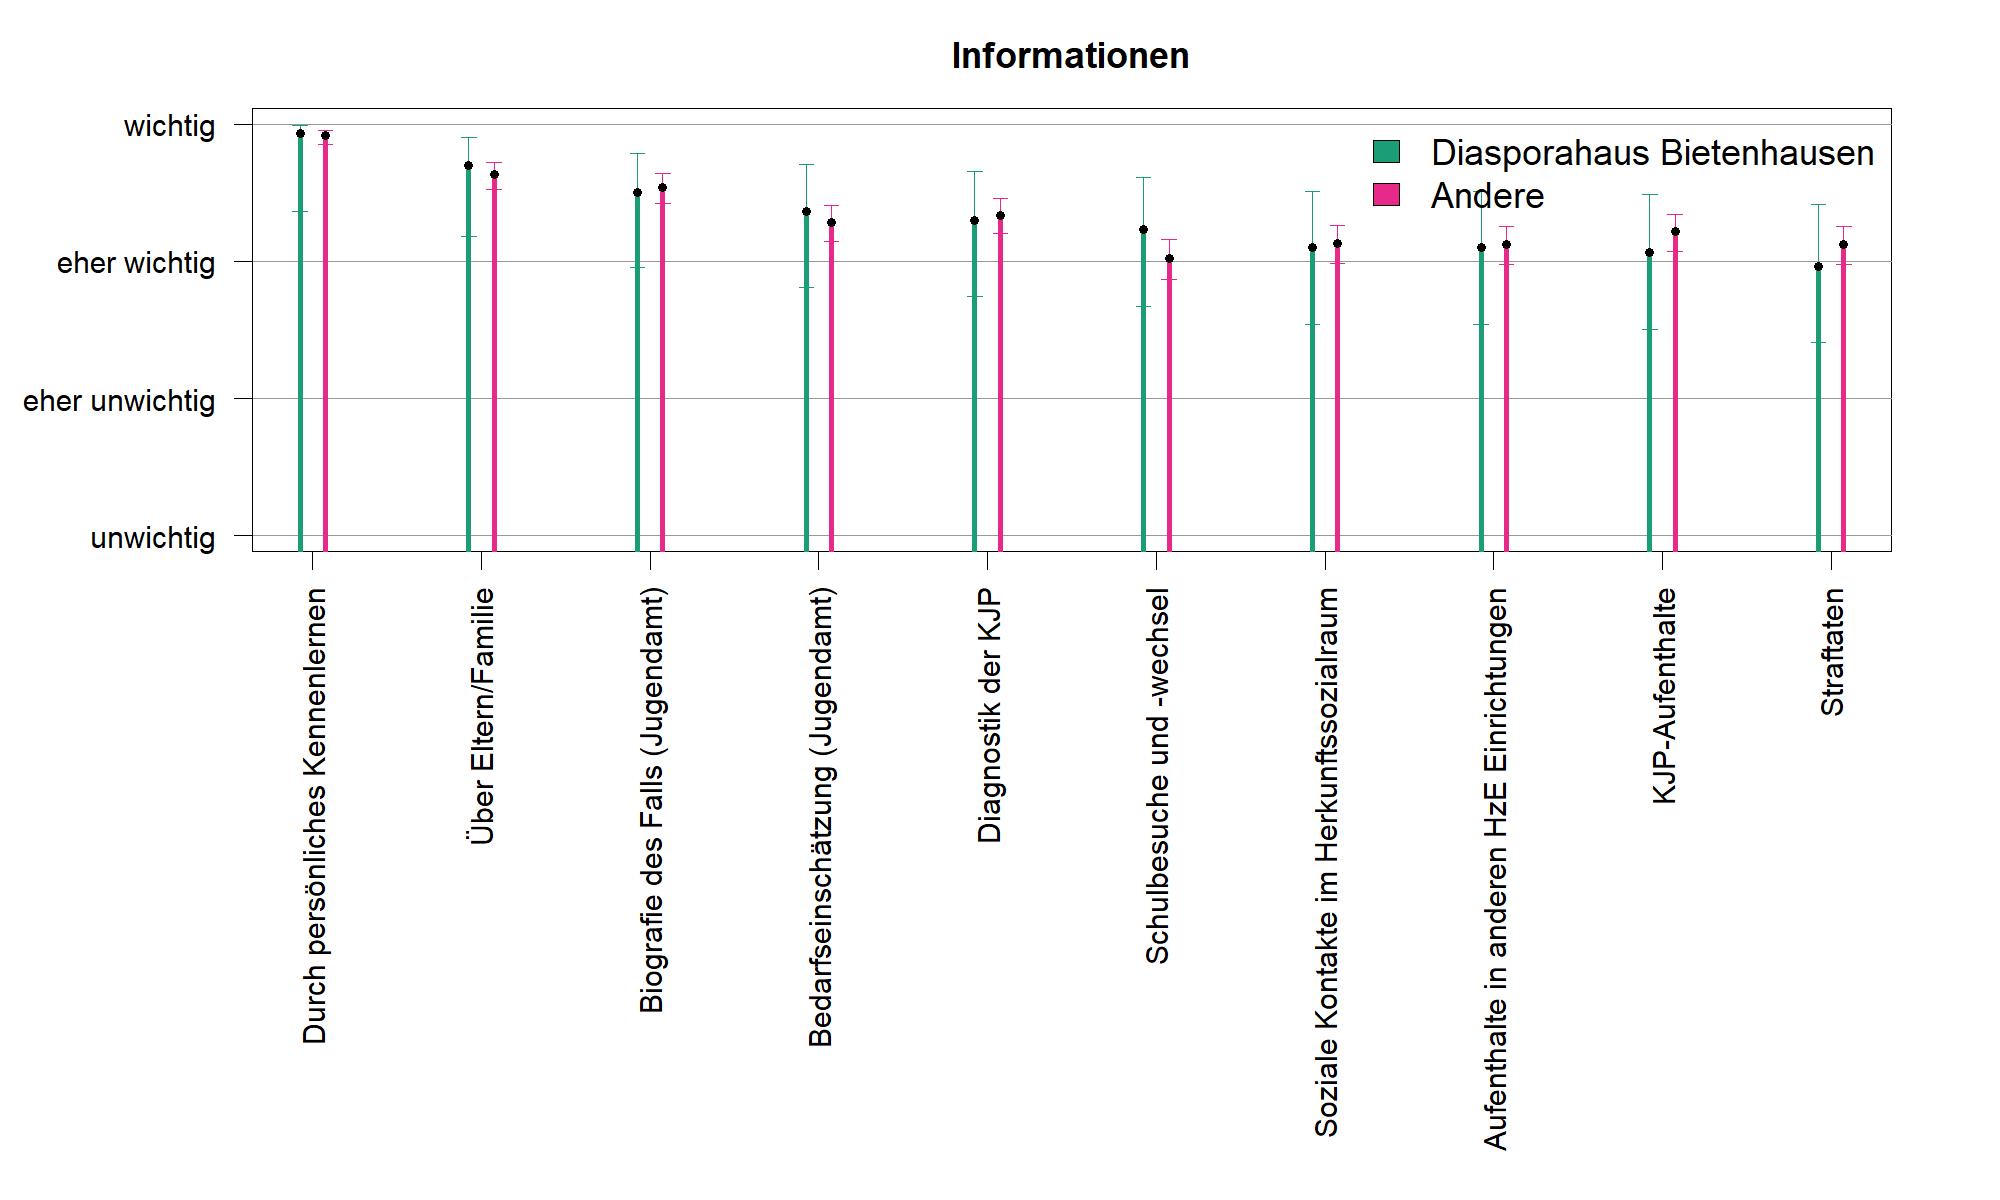 Informationen
wichtig
eher wichtig
eher unwichtig
unwichtig
Diasporahaus Bietenhausen
Andere
Durch persönliches Kennenlernen
Über Eltern/Familie
Biografie des Falls (Jugendamt)
Bedarfseinschätzung (Jugendamt)
Diagnostik der KJP
Schulbesuche und -wechsel
Soziale Kontakte im Herkunftssozialraum
Aufenthalte in anderen HzE Einrichtungen
KJP-Aufenthalte
Straftaten